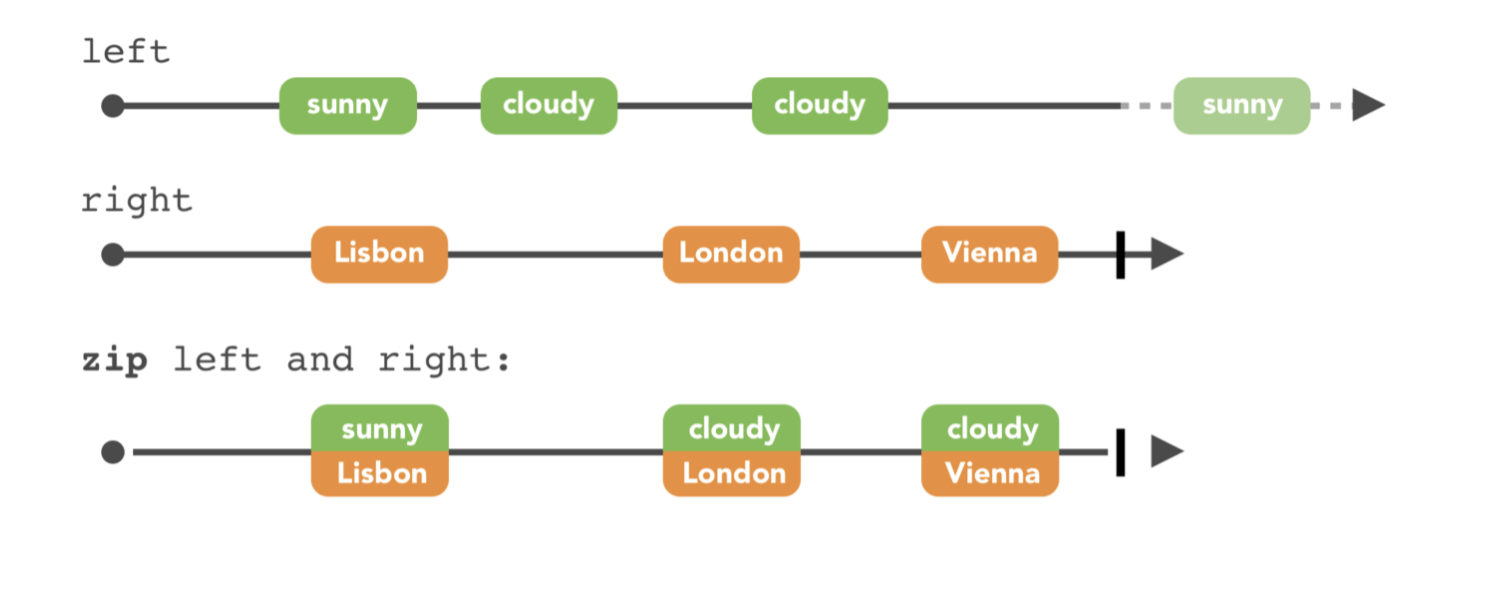 left
sunny cloudy cloudy sunny
right
Lisbon London Vienna
zip left and right:
sunny cloudy cloudy
Lisbon London Vienna